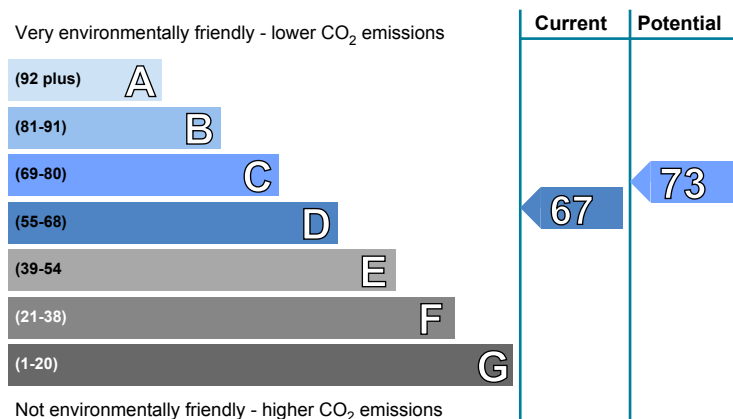 Very environmentally friendly - lower CO2 emissions
Current
Potential
(92 plus) A
(81-91) B
(69-80) C
(55-68) D
(39-54 E
(21-38) F
(1-20) G
67
73
Not environmentally friendly - higher CO2 emissions